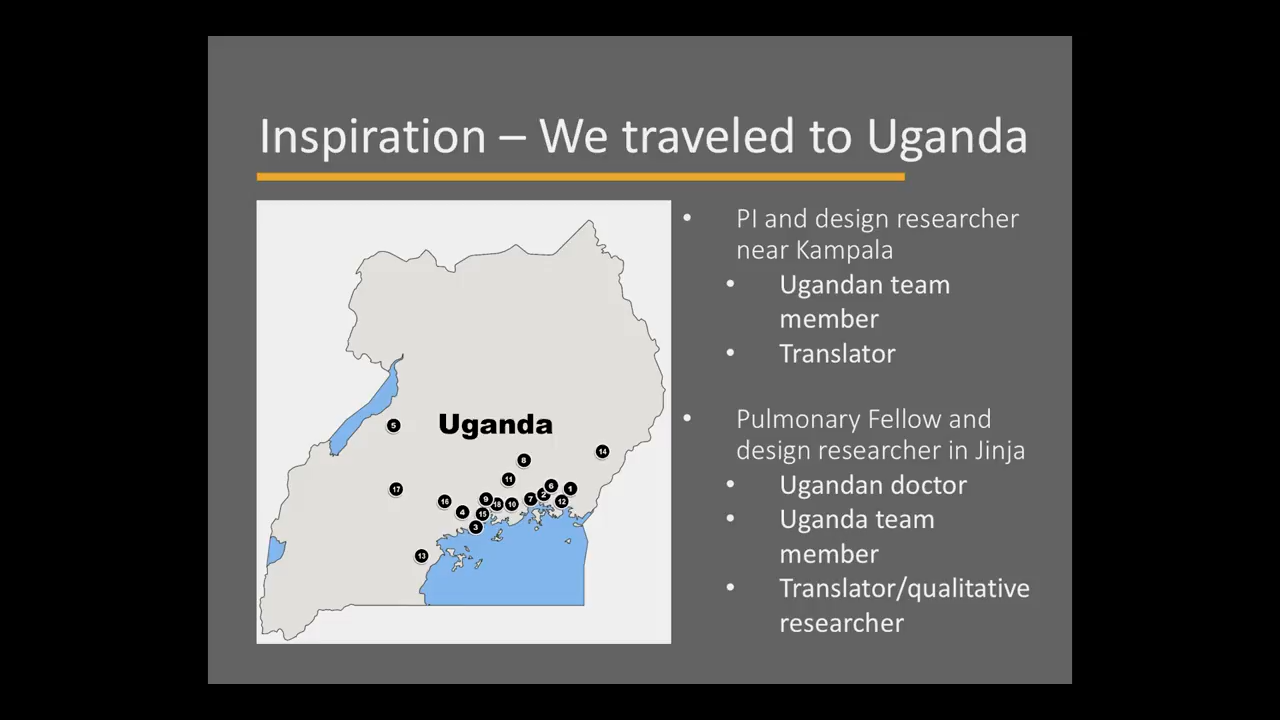 Inspiration – We traveled to Uganda
• PI and design researcher
near Kampala
• Ugandan team
member
• Translator
• Pulmonary Fellow and
design researcher in Jinja
• Ugandan doctor
• Uganda team
member
• Translator/qualitative
researcher
Uganda
5
8
14
11
17
6
1
2
16
9
7
12
18
10
4
15
3
13